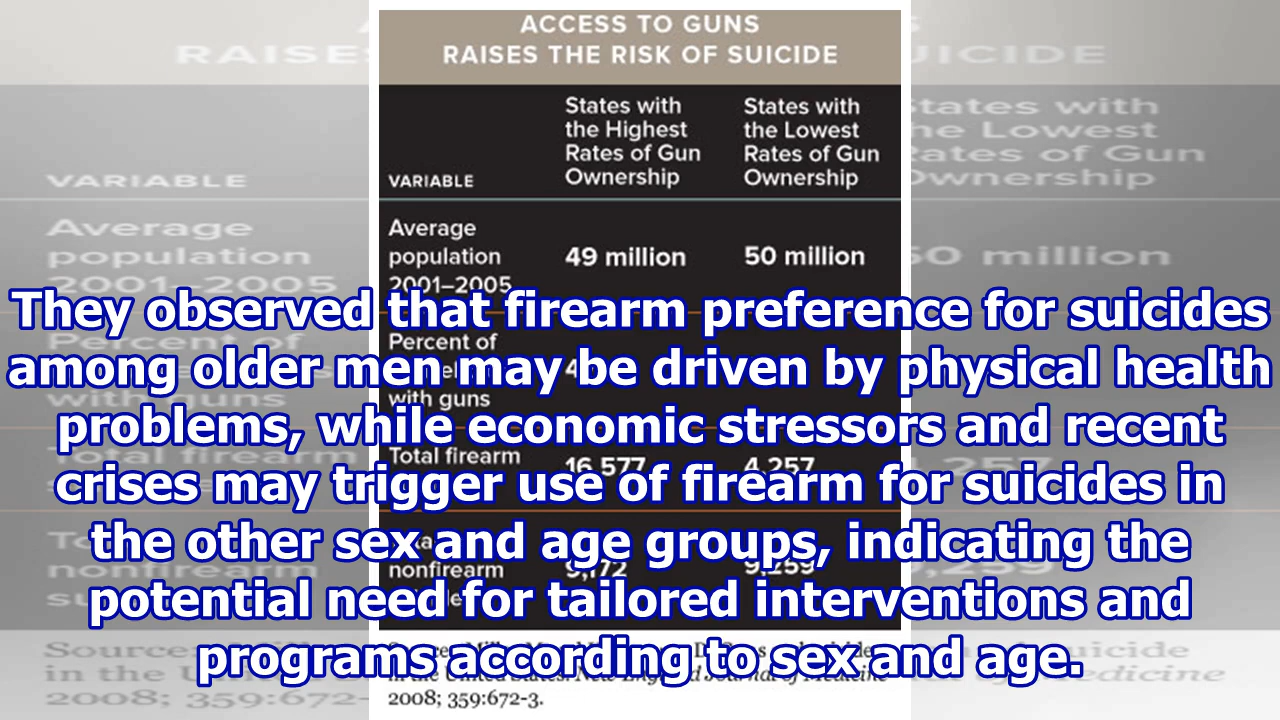 ACCESS TO GUNS
RAISES THE RISK OF SUICIDE
VARIABLE
States with
the Highest
Rates of Gun
Ownership
States with
the Lowest
Rates of Gun
Ownership
Average
population
2001–2005
49 million
50 million
Percent of
with guns
Total firearm
16,577
4,257
nonfirearm
9,172
9,259
2008; 359:672-3.
They observed that firearm preference for suicides
among older men may be driven by physical health
problems, while economic stressors and recent
crises may trigger use of firearm for suicides in
the other sex and age groups, indicating the
potential need for tailored interventions and
programs according to sex and age.